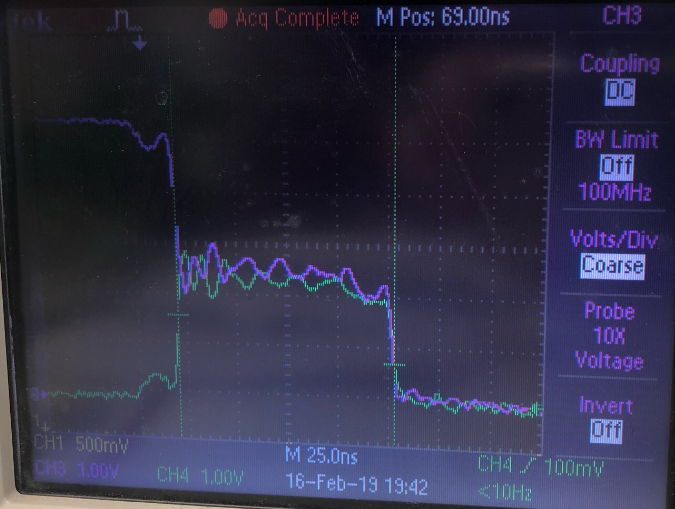 Tek Acq Complete M Pos: 69.00ns CH3
Coupling
DC
BW Limit
Off
100MHz
Volts/Div
Coarse
Probe
10X
Voltage
Invert
Off
3
1
CH1 500mV
CH3 1.00V CH4 1.00V M 25.0ns CH4 100mV
16-Feb-19 19:42 <10Hz